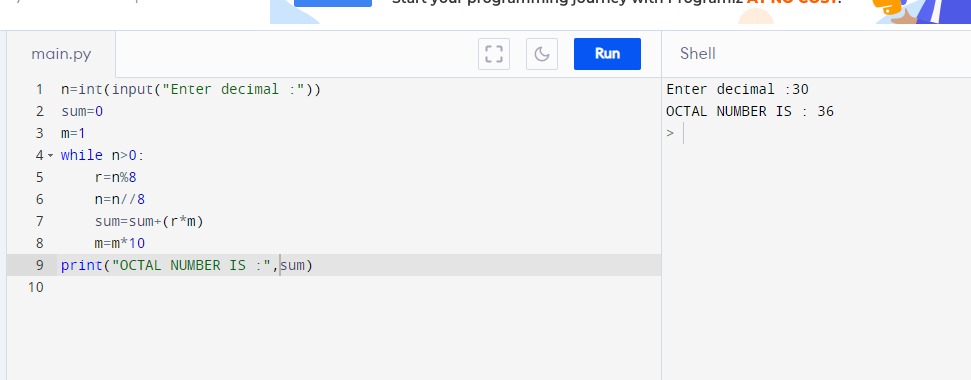 Start your programming journey with Programiz AT NO COST.
main.py
Run
Shell
1 n=int(input("Enter decimal :"))
2 sum=0
3 m=1
4 while n>0:
5     r=n%8
6     n=n//8
7     sum=sum+(r*m)
8     m=m*10
9 print("OCTAL NUMBER IS :",sum)
10
Enter decimal :30
OCTAL NUMBER IS : 36
>